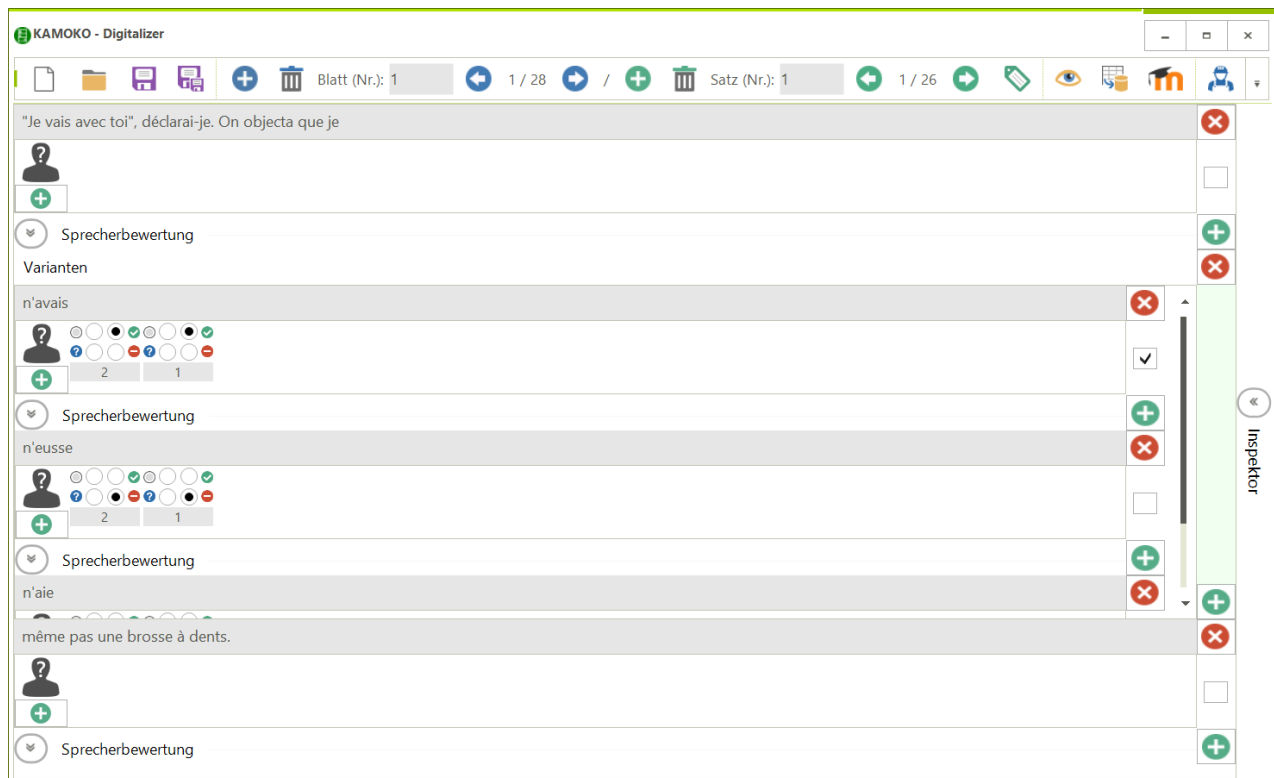 KAMOKO - Digitalizer
Blatt (Nr.): 1 1 / 28 / Satz (Nr.): 1 1 / 26
"Je vais avec toi", déclarai-je. On objecta que je
Sprecherbewertung
Varianten
n'avais
2 1
Sprecherbewertung
n'eusse
2 1
Sprecherbewertung
n'aie
même pas une brosse à dents.
Sprecherbewertung
Inspektor